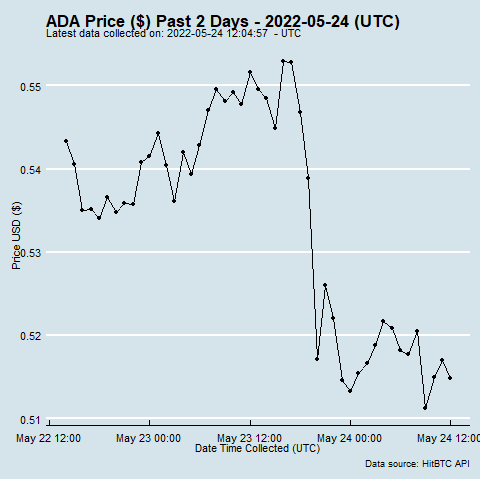 ADA Price ($) Past 2 Days - 2022-05-24 (UTC)
Latest data collected on: 2022-05-24 12:04:57 - UTC
Price USD ($)
0.55
0.54
0.53
0.52
0.51
May 22 12:00 May 23 00:00 May 23 12:00 May 24 00:00 May 24 12:00
Date Time Collected (UTC)
Data source: HitBTC API